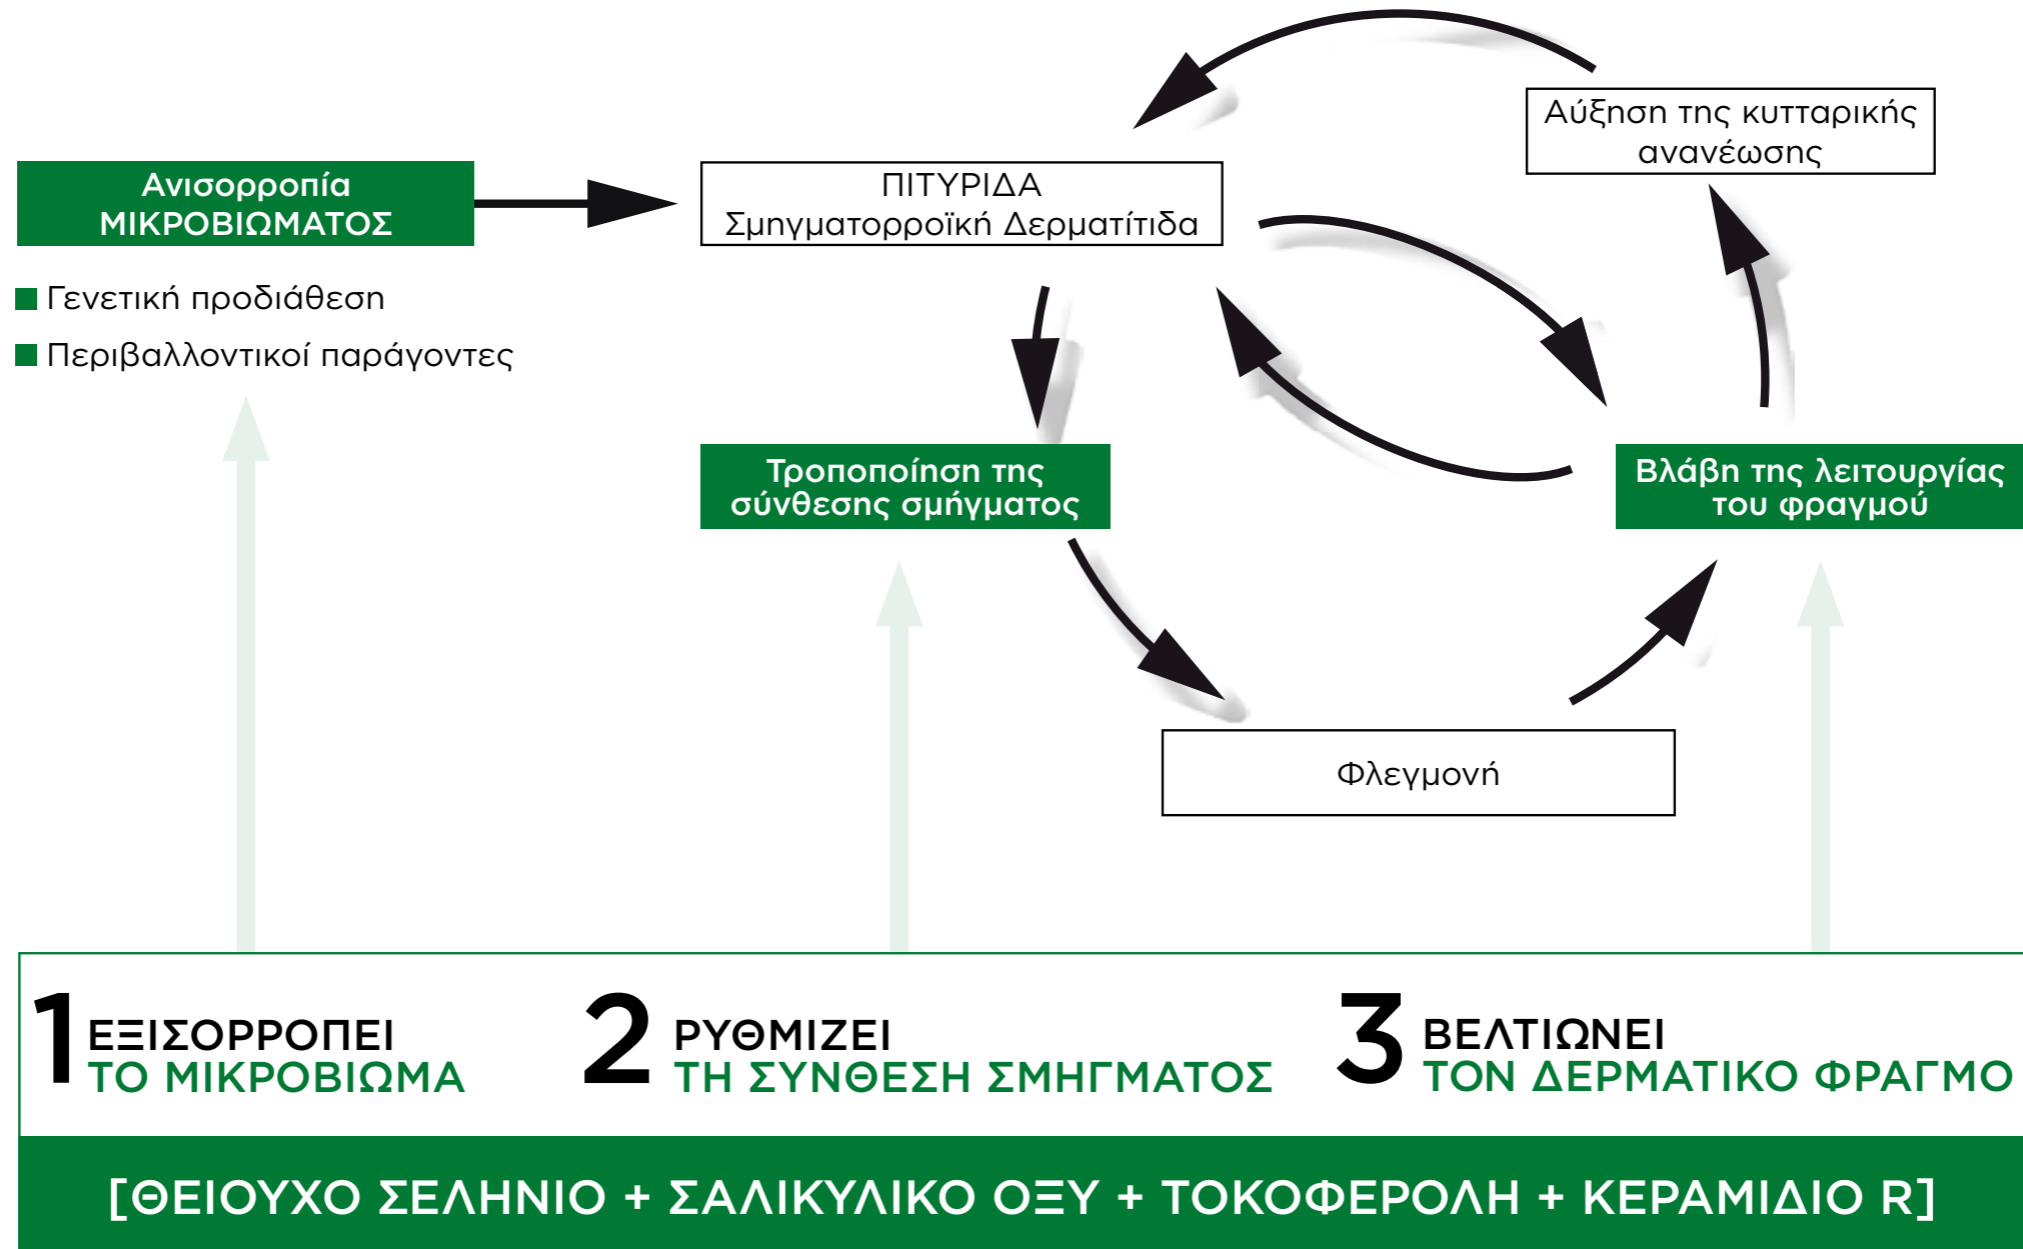 Αύξηση της κυτταρικής
ανανέωσης
Ανισορροπία
ΜΙΚΡΟΒΙΩΜΑΤΟΣ
ΠΙΤΥΡΙΔΑ
Σμηγματορροϊκή Δερματίτιδα
Γενετική προδιάθεση
Περιβαλλοντικοί παράγοντες
Τροποποίηση της
σύνθεσης σμήγματος
Βλάβη της λειτουργίας
του φραγμού
Φλεγμονή
1 ΕΞΙΣΟΡΡΟΠΕΙ
ΤΟ ΜΙΚΡΟΒΙΩΜΑ
2 ΡΥΘΜΙΖΕΙ
ΤΗ ΣΥΝΘΕΣΗ ΣΜΗΓΜΑΤΟΣ
3 ΒΕΛΤΙΩΝΕΙ
ΤΟΝ ΔΕΡΜΑΤΙΚΟ ΦΡΑΓΜΟ
[ΘΕΙΟΥΧΟ ΣΕΛΗΝΙΟ + ΣΑΛΙΚΥΛΙΚΟ ΟΞΥ + ΤΟΚΟΦΕΡΟΛΗ + ΚΕΡΑΜΙΔΙΟ R]